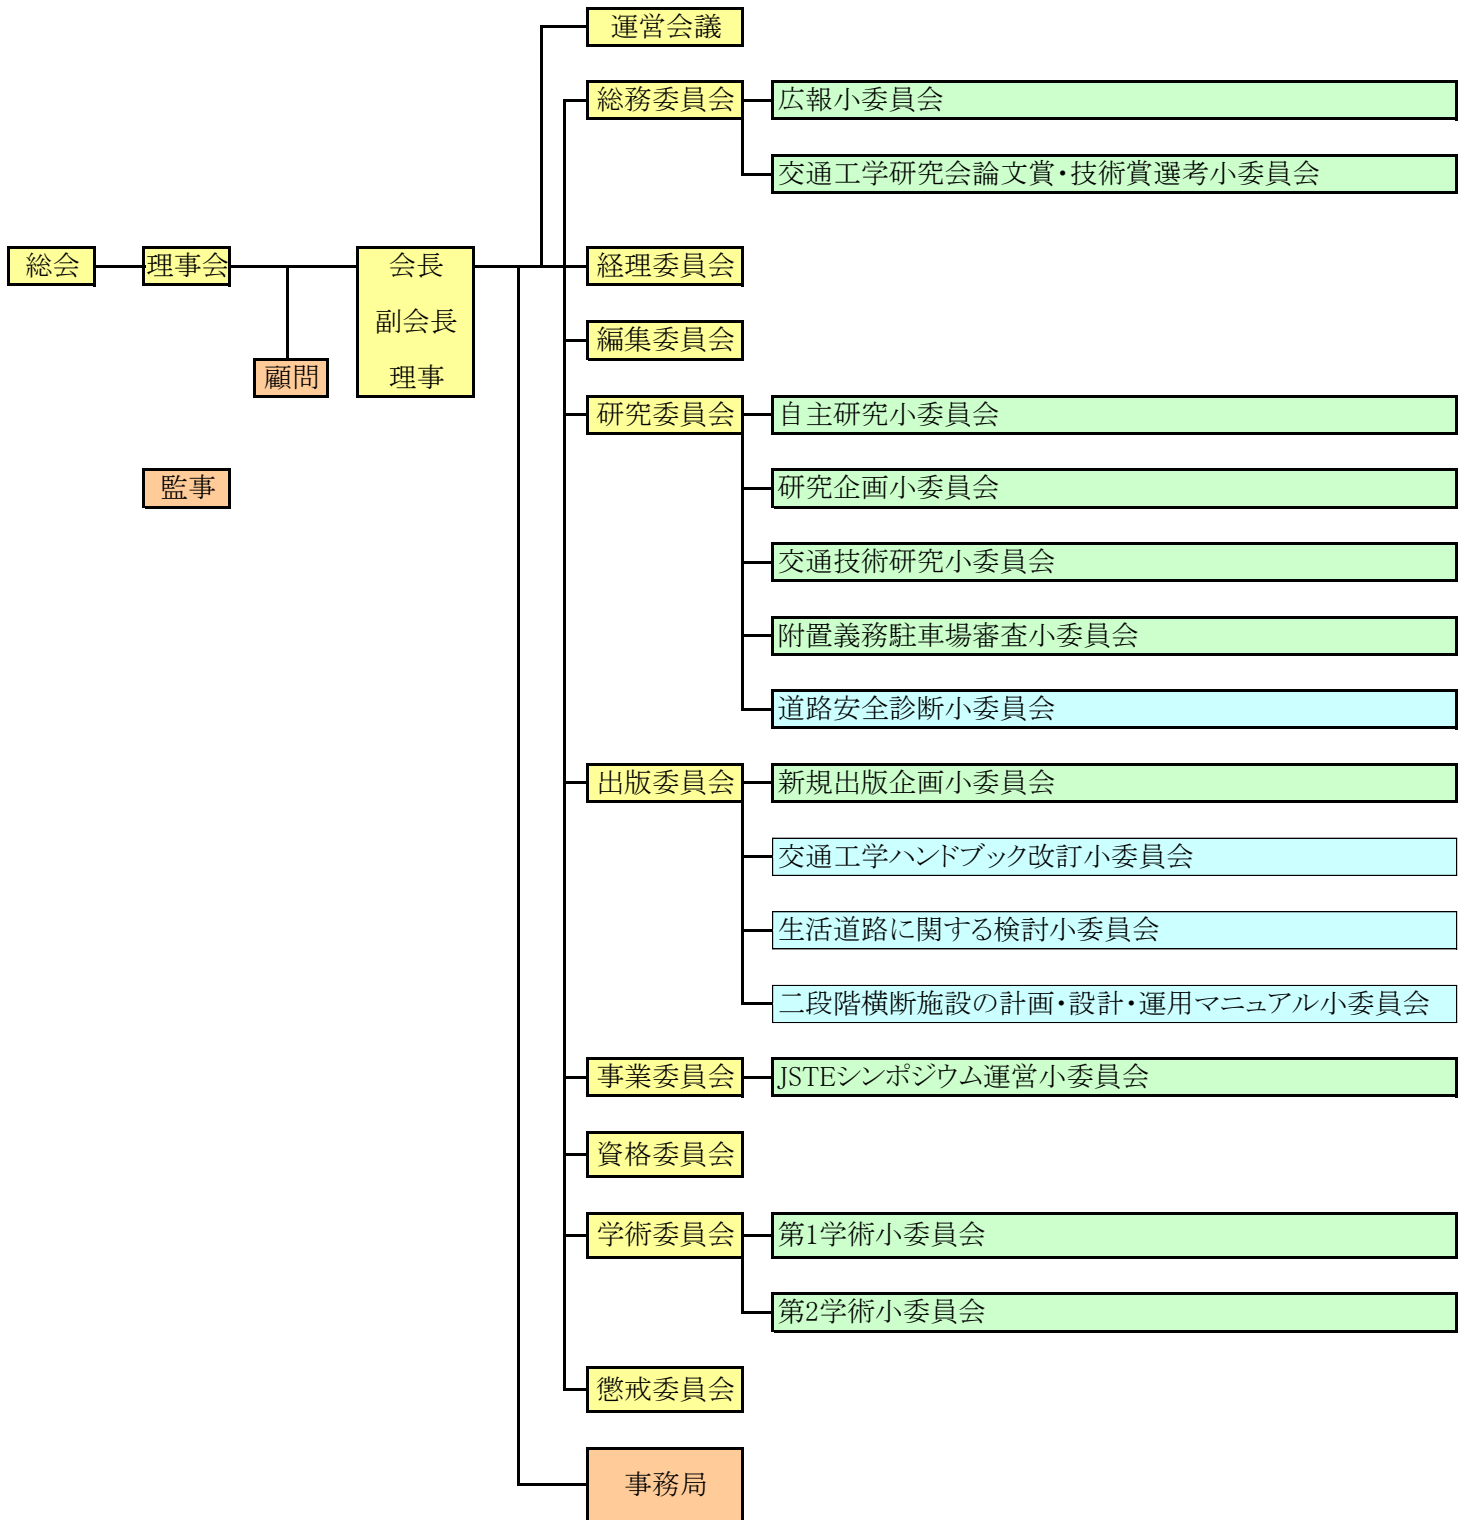 運営会議
総務委員会
広報小委員会
交通工学研究会論文賞・技術賞選考小委員会
総会
理事会
会長
副会長
理事
顧問
監事
経理委員会
編集委員会
研究委員会
自主研究小委員会
研究企画小委員会
交通技術研究小委員会
附置義務駐車場審査小委員会
道路安全診断小委員会
出版委員会
新規出版企画小委員会
交通工学ハンドブック改訂小委員会
生活道路に関する検討小委員会
二段階横断施設の計画・設計・運用マニュアル小委員会
事業委員会
JSTEシンポジウム運営小委員会
資格委員会
学術委員会
第1学術小委員会
第2学術小委員会
懲戒委員会
事務局